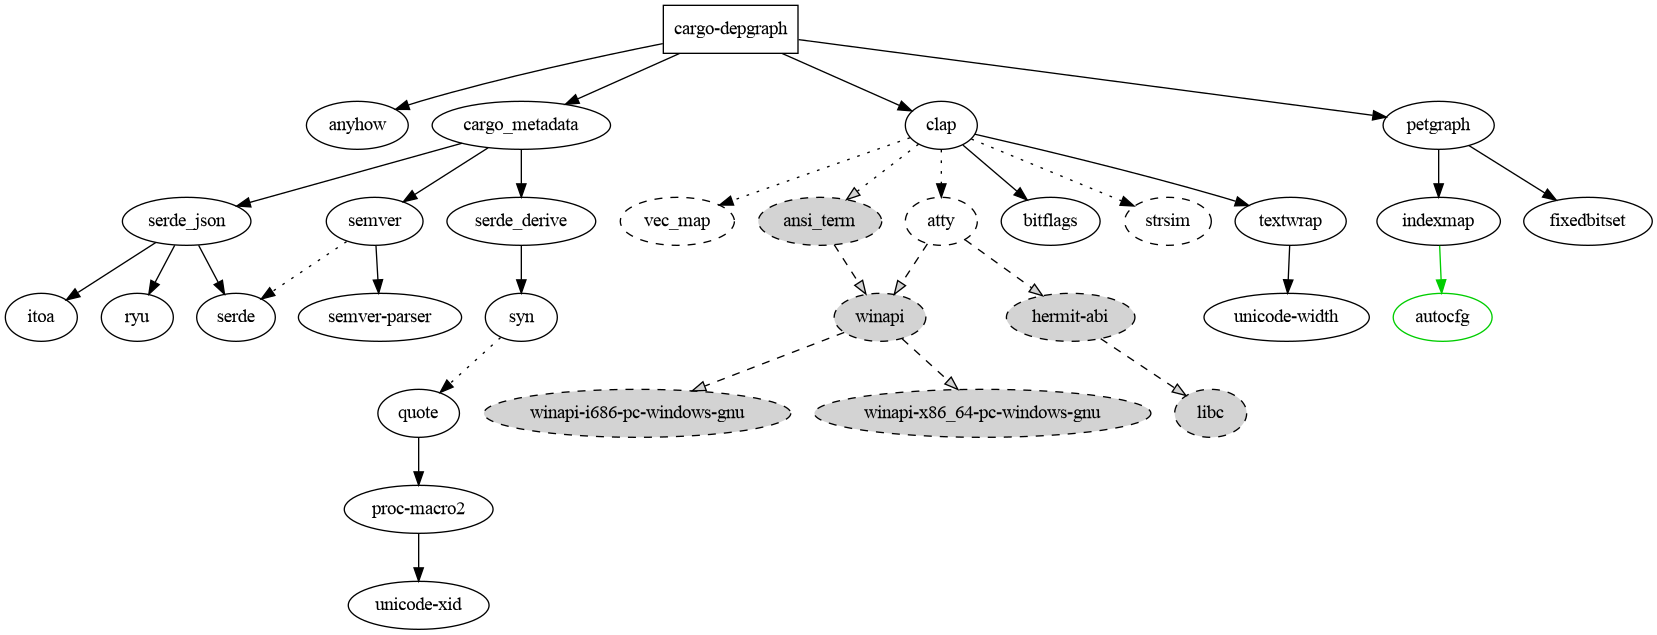 cargo-depgraph
anyhow
cargo_metadata
clap
petgraph
serde_json
semver
serde_derive
vec_map
ansi_term
atty
bitflags
strsim
textwrap
indexmap
fixedbitset
itoa
ryu
serde
semver-parser
syn
winapi
hermit-abi
unicode-width
autocfg
quote
winapi-i686-pc-windows-gnu
winapi-x86_64-pc-windows-gnu
libc
proc-macro2
unicode-xid